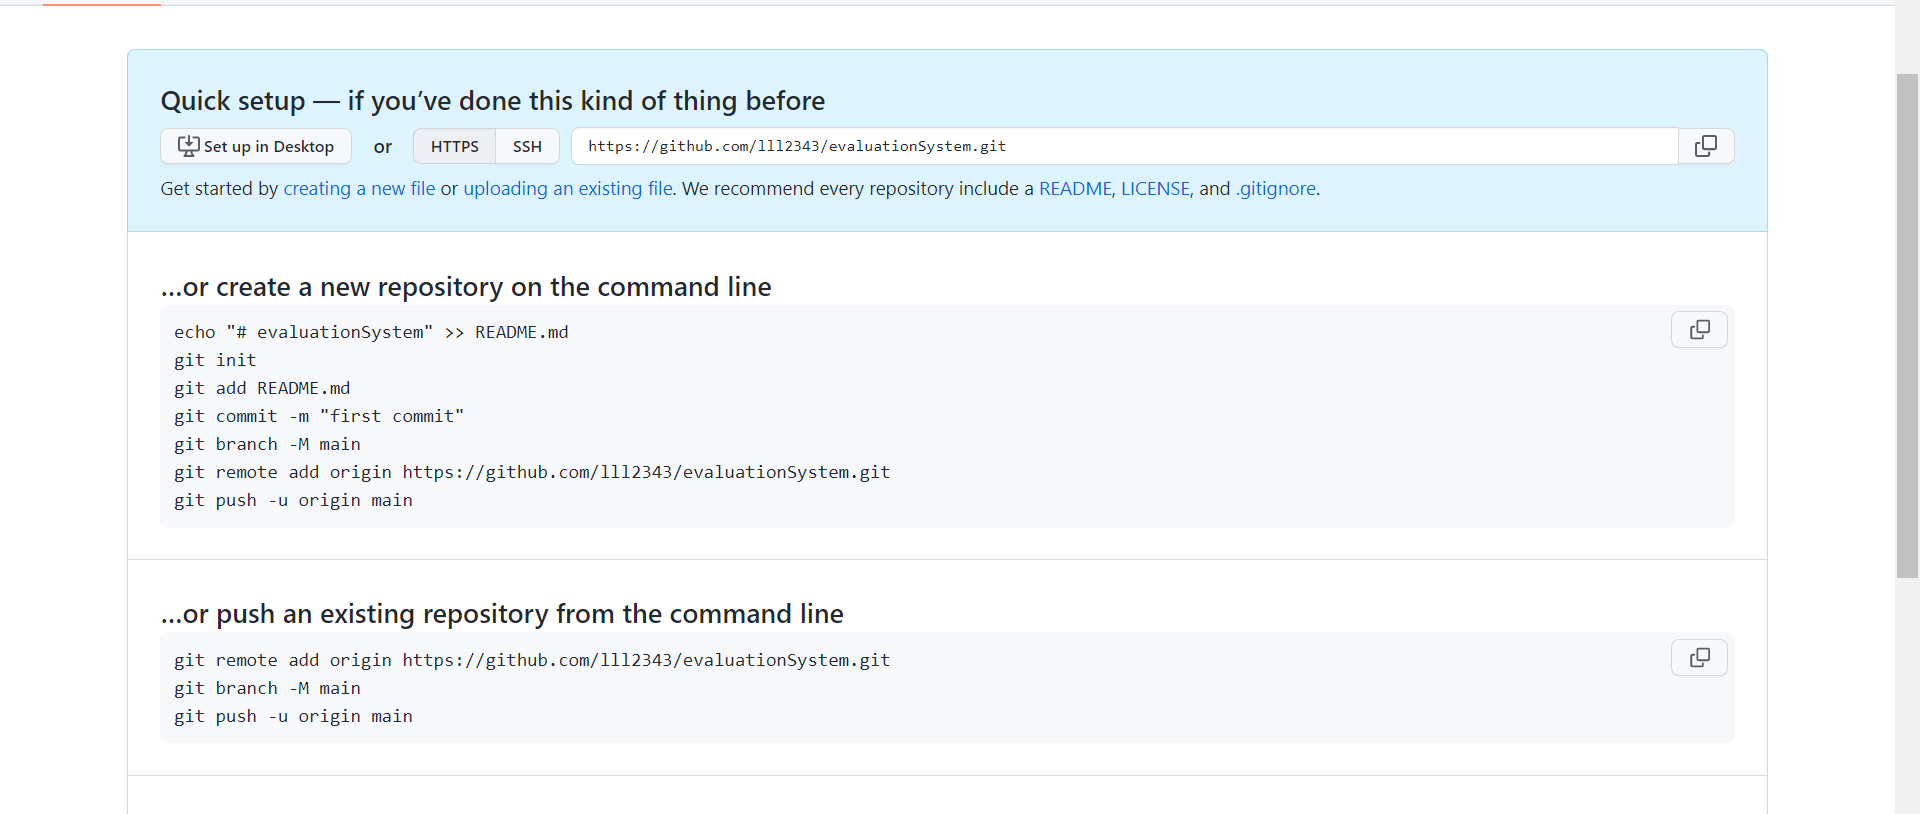 Quick setup — if you’ve done this kind of thing before
Set up in Desktop or HTTPS SSH https://github.com/lll2343/evaluationSystem.git
Get started by creating a new file or uploading an existing file. We recommend every repository include a README, LICENSE, and .gitignore.
…or create a new repository on the command line
echo "# evaluationSystem" >> README.md
git init
git add README.md
git commit -m "first commit"
git branch -M main
git remote add origin https://github.com/lll2343/evaluationSystem.git
git push -u origin main
…or push an existing repository from the command line
git remote add origin https://github.com/lll2343/evaluationSystem.git
git branch -M main
git push -u origin main